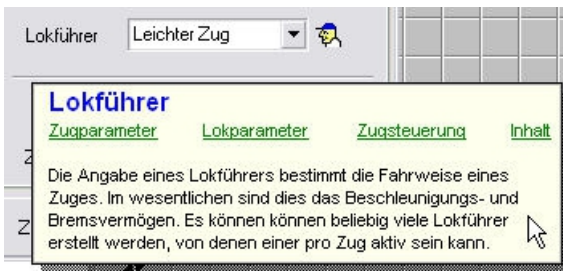 Lokführer Leichter Zug
Lokführer
Zugparameter Lokparameter Zugsteuerung Inhalt
Die Angabe eines Lokführers bestimmt die Fahrweise eines
Zuges. Im wesentlichen sind dies das Beschleunigungs- und
Bremsvermögen. Es können können beliebig viele Lokführer
erstellt werden, von denen einer pro Zug aktiv sein kann.
Z